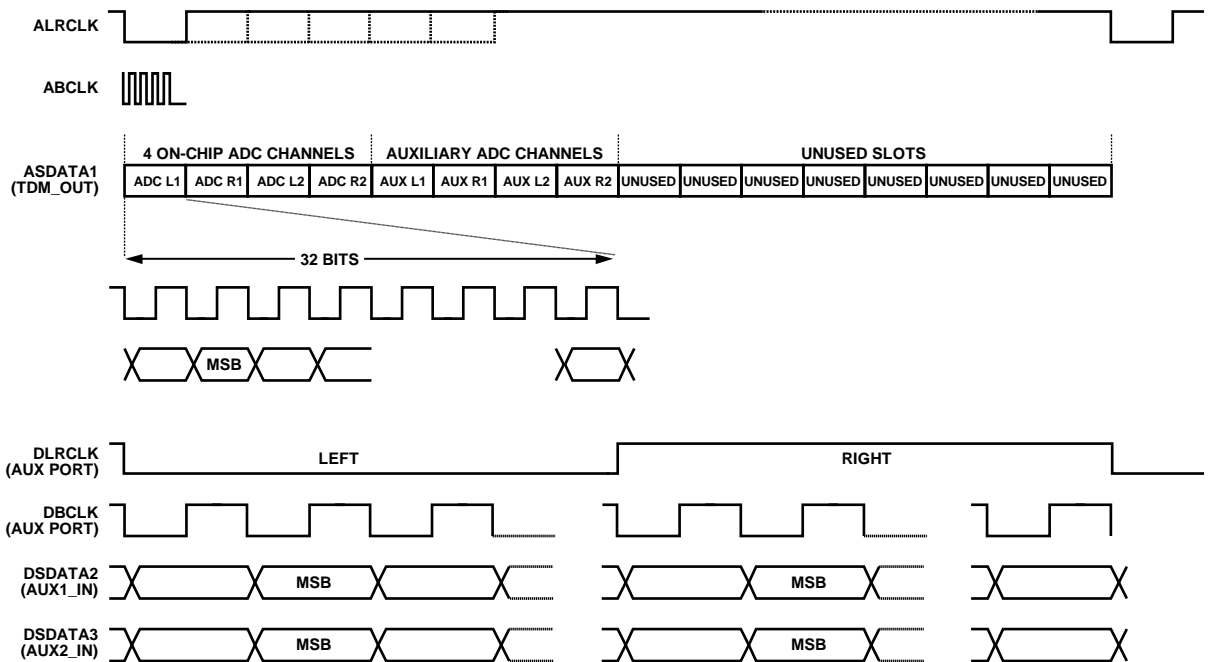 ALRCLK
ABCLK
4 ON-CHIP ADC CHANNELS AUXILIARY ADC CHANNELS UNUSED SLOTS
ASDATA1
(TDM_OUT)
ADC L1 ADC R1 ADC L2 ADC R2 AUX L1 AUX R1 AUX L2 AUX R2 UNUSED UNUSED UNUSED UNUSED UNUSED UNUSED UNUSED UNUSED
32 BITS
MSB
DLRCLK
(AUX PORT)
LEFT RIGHT
DBCLK
(AUX PORT)
DSDATA2
(AUX1_IN)
MSB MSB
DSDATA3
(AUX2_IN)
MSB MSB